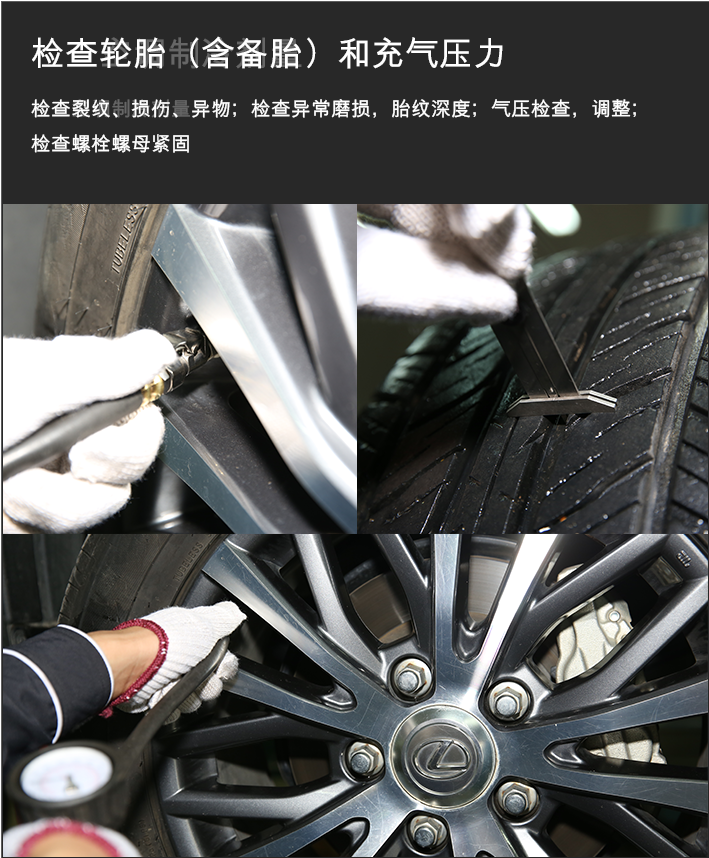 检查轮胎（含备胎）和充气压力
检查裂纹、损伤、异物；检查异常磨损，胎纹深度；气压检查，调整；
检查螺栓螺母紧固
TUBELESS